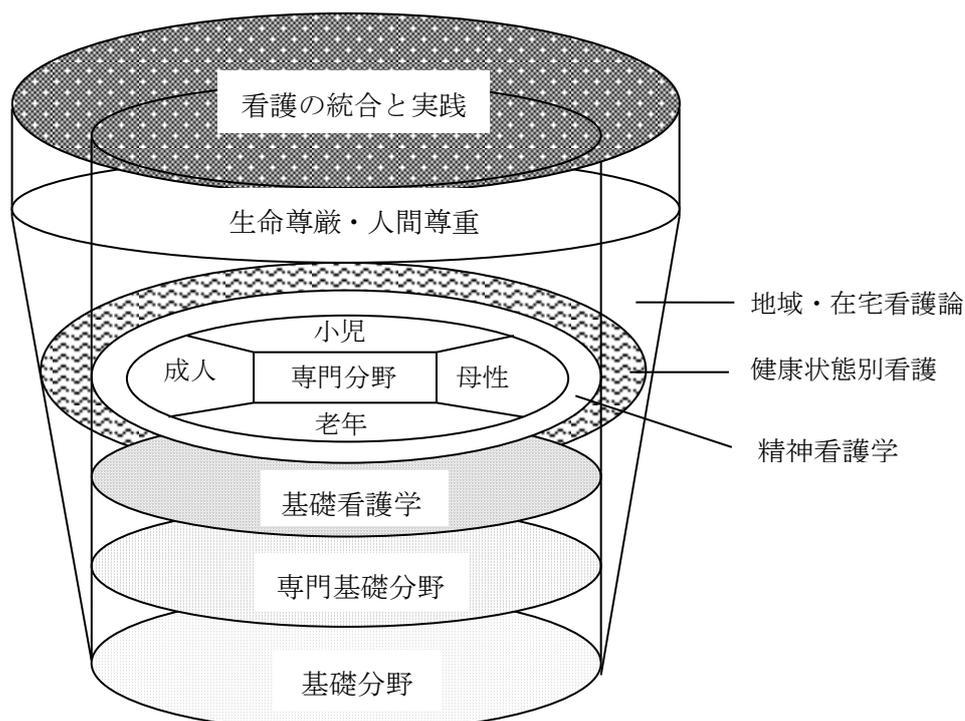 看護の統合と実践
生命尊厳・人間尊重
地域・在宅看護論
小児
成人
専門分野
母性
健康状態別看護
老年
精神看護学
基礎看護学
専門基礎分野
基礎分野